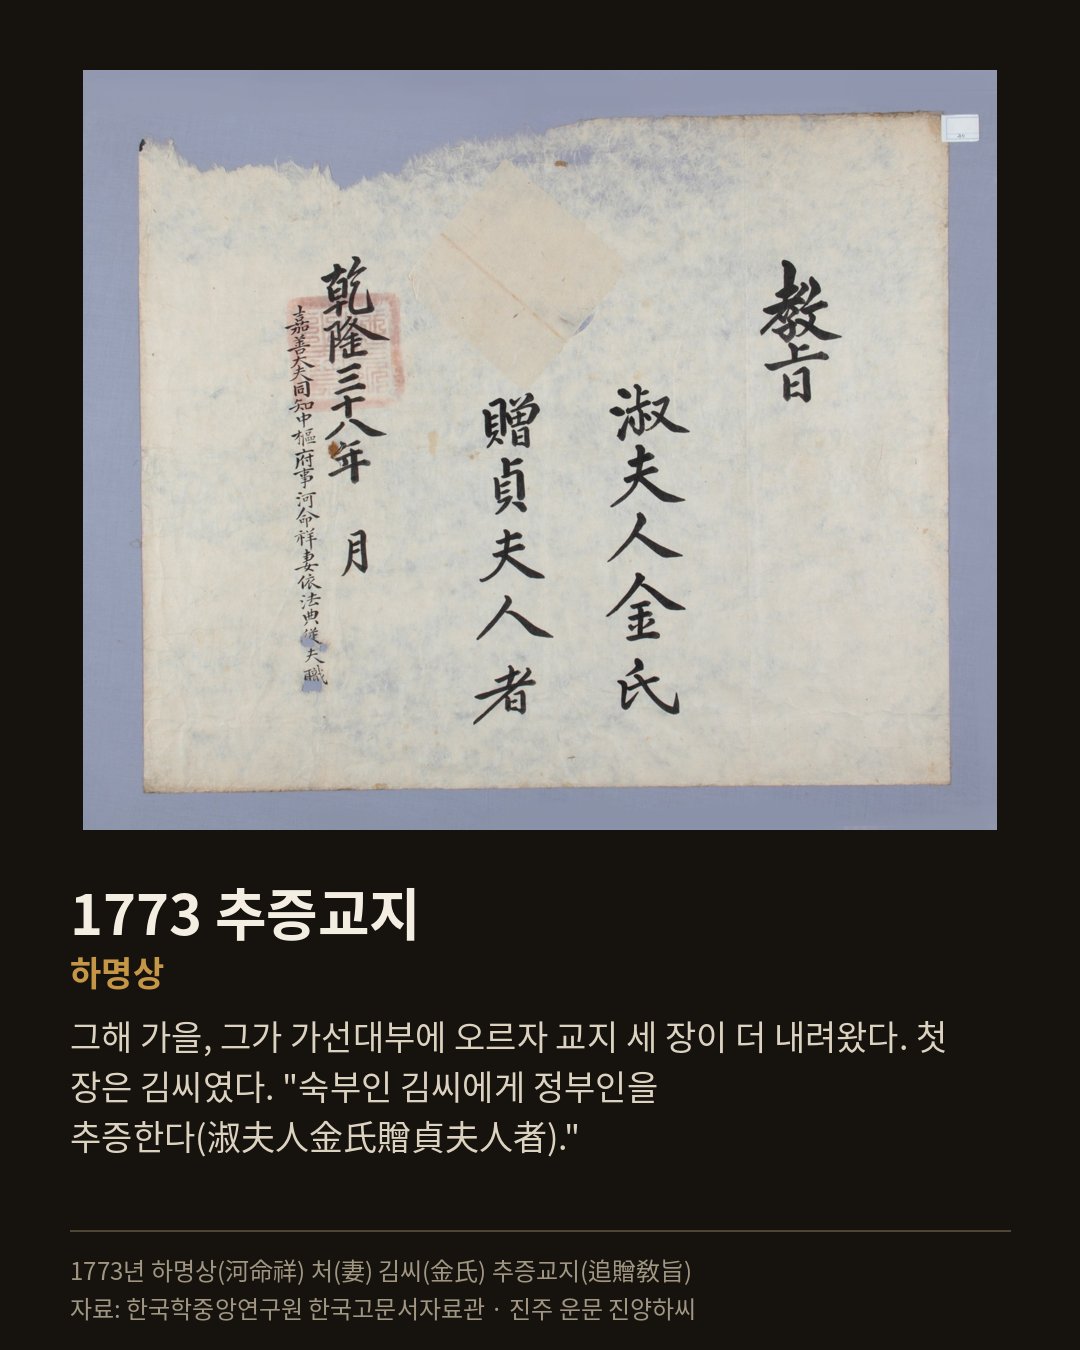 敎旨
淑夫人金氏
贈貞夫人者
乾隆三十八年 月
嘉善大夫同知中樞府事河命祥妻依法典從夫職
1773 추증교지
하명상
그해 가을, 그가 가선대부에 오르자 교지 세 장이 더 내려왔다. 첫
장은 김씨였다. "숙부인 김씨에게 정부인을
추증한다(淑夫人金氏贈貞夫人者)."
1773년 하명상(河命祥) 처(妻) 김씨(金氏) 추증교지(追贈敎旨)
자료: 한국학중앙연구원 한국고문서자료관 · 진주 운문 진양하씨